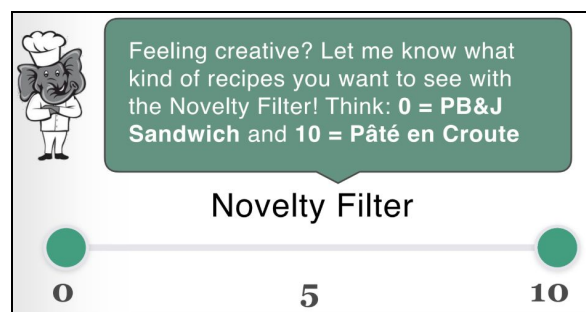 Feeling creative? Let me know what
kind of recipes you want to see with
the Novelty Filter! Think: 0 = PB&J
Sandwich and 10 = Pâté en Croute
Novelty Filter
0 5 10